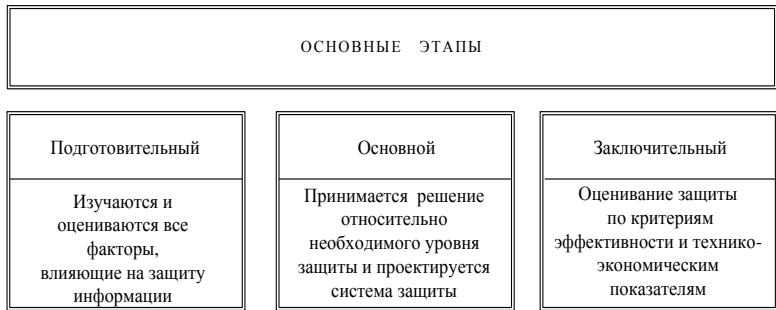 ОСНОВНЫЕ ЭТАПЫ
Подготовительный
Изучаются и
оцениваются все
факторы,
влияющие на защиту
информации
Основной
Принимается решение
относительно
необходимого уровня
защиты и проектируется
система защиты
Заключительный
Оценивание защиты
по критериям
эффективности и технико-
экономическим
показателям